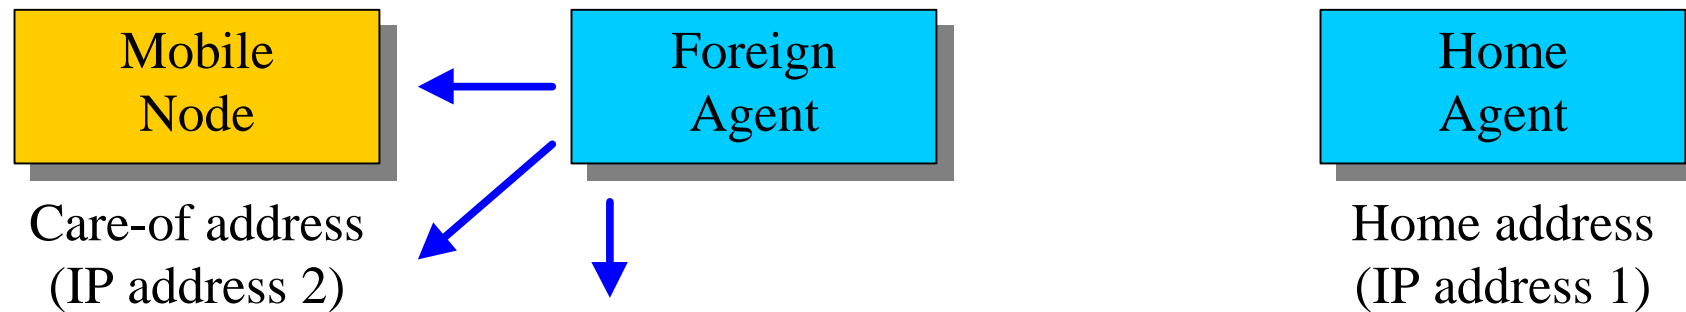 Mobile
Node
Foreign
Agent
Home
Agent
Care-of address
(IP address 2)
Home address
(IP address 1)